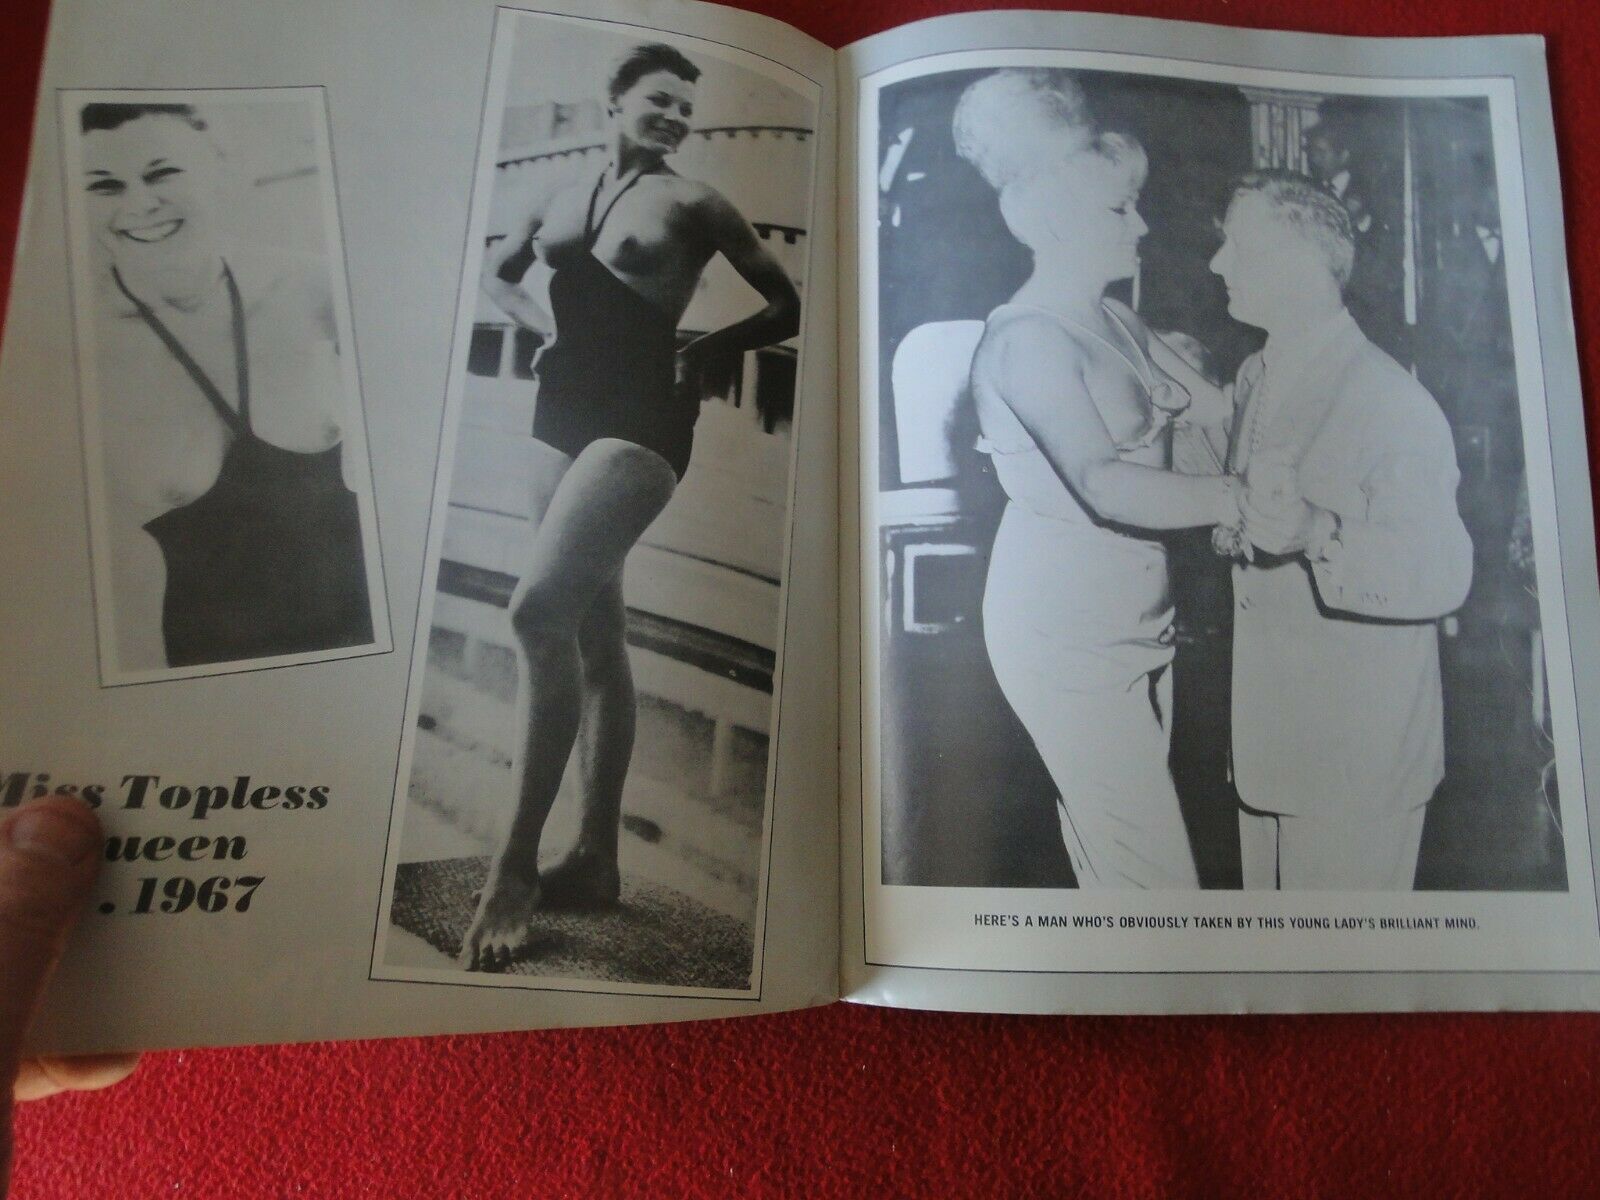 Miss Topless
ueen
. 1967
HERE'S A MAN WHO'S OBVIOUSLY TAKEN BY THIS YOUNG LADY'S BRILLIANT MIND.